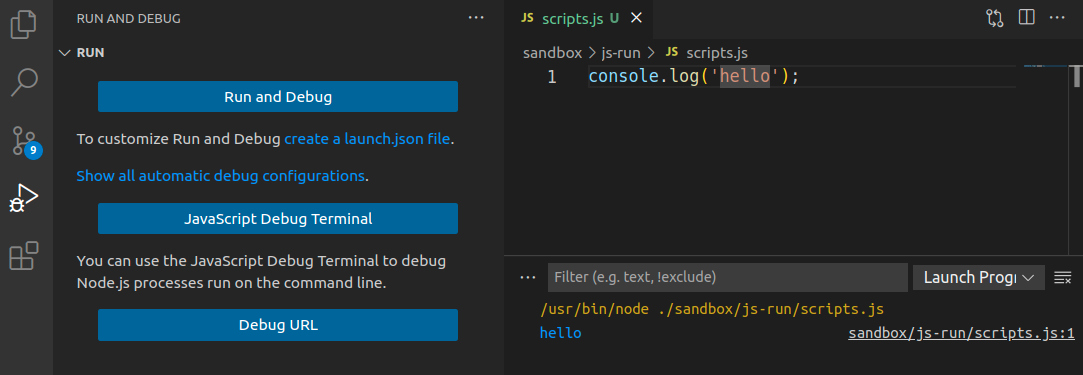 RUN AND DEBUG
RUN
Run and Debug
To customize Run and Debug create a launch.json file.
Show all automatic debug configurations.
JavaScript Debug Terminal
You can use the JavaScript Debug Terminal to debug
Node.js processes run on the command line.
Debug URL
9
JS scripts.js U
sandbox > js-run > JS scripts.js
1 console.log('hello');
Filter (e.g. text, !exclude)
Launch Progr
/usr/bin/node ./sandbox/js-run/scripts.js
hello sandbox/js-run/scripts.js:1